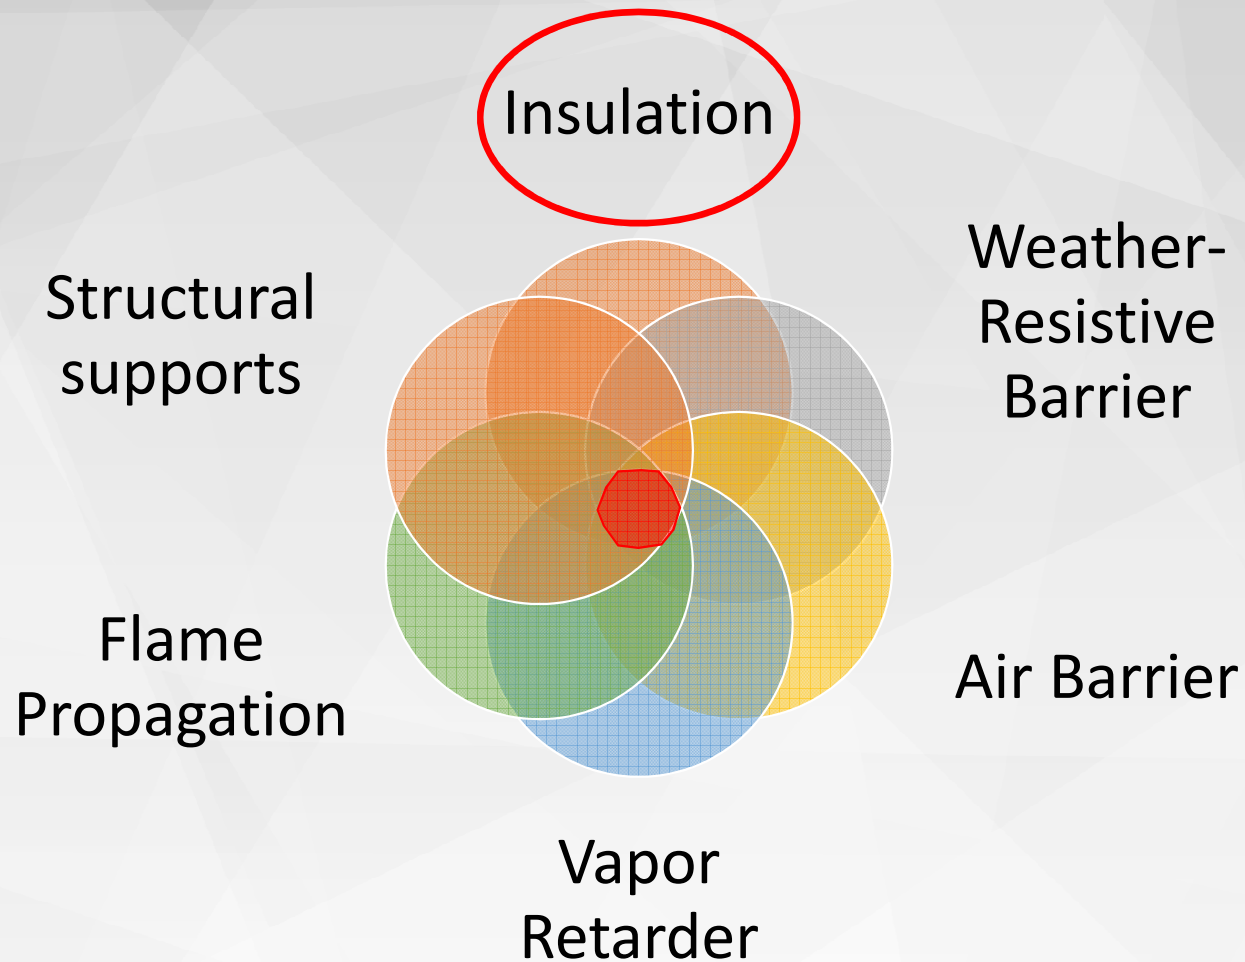 Insulation
Weather-
Resistive
Barrier
Structural
supports
Flame
Propagation
Air Barrier
Vapor
Retarder